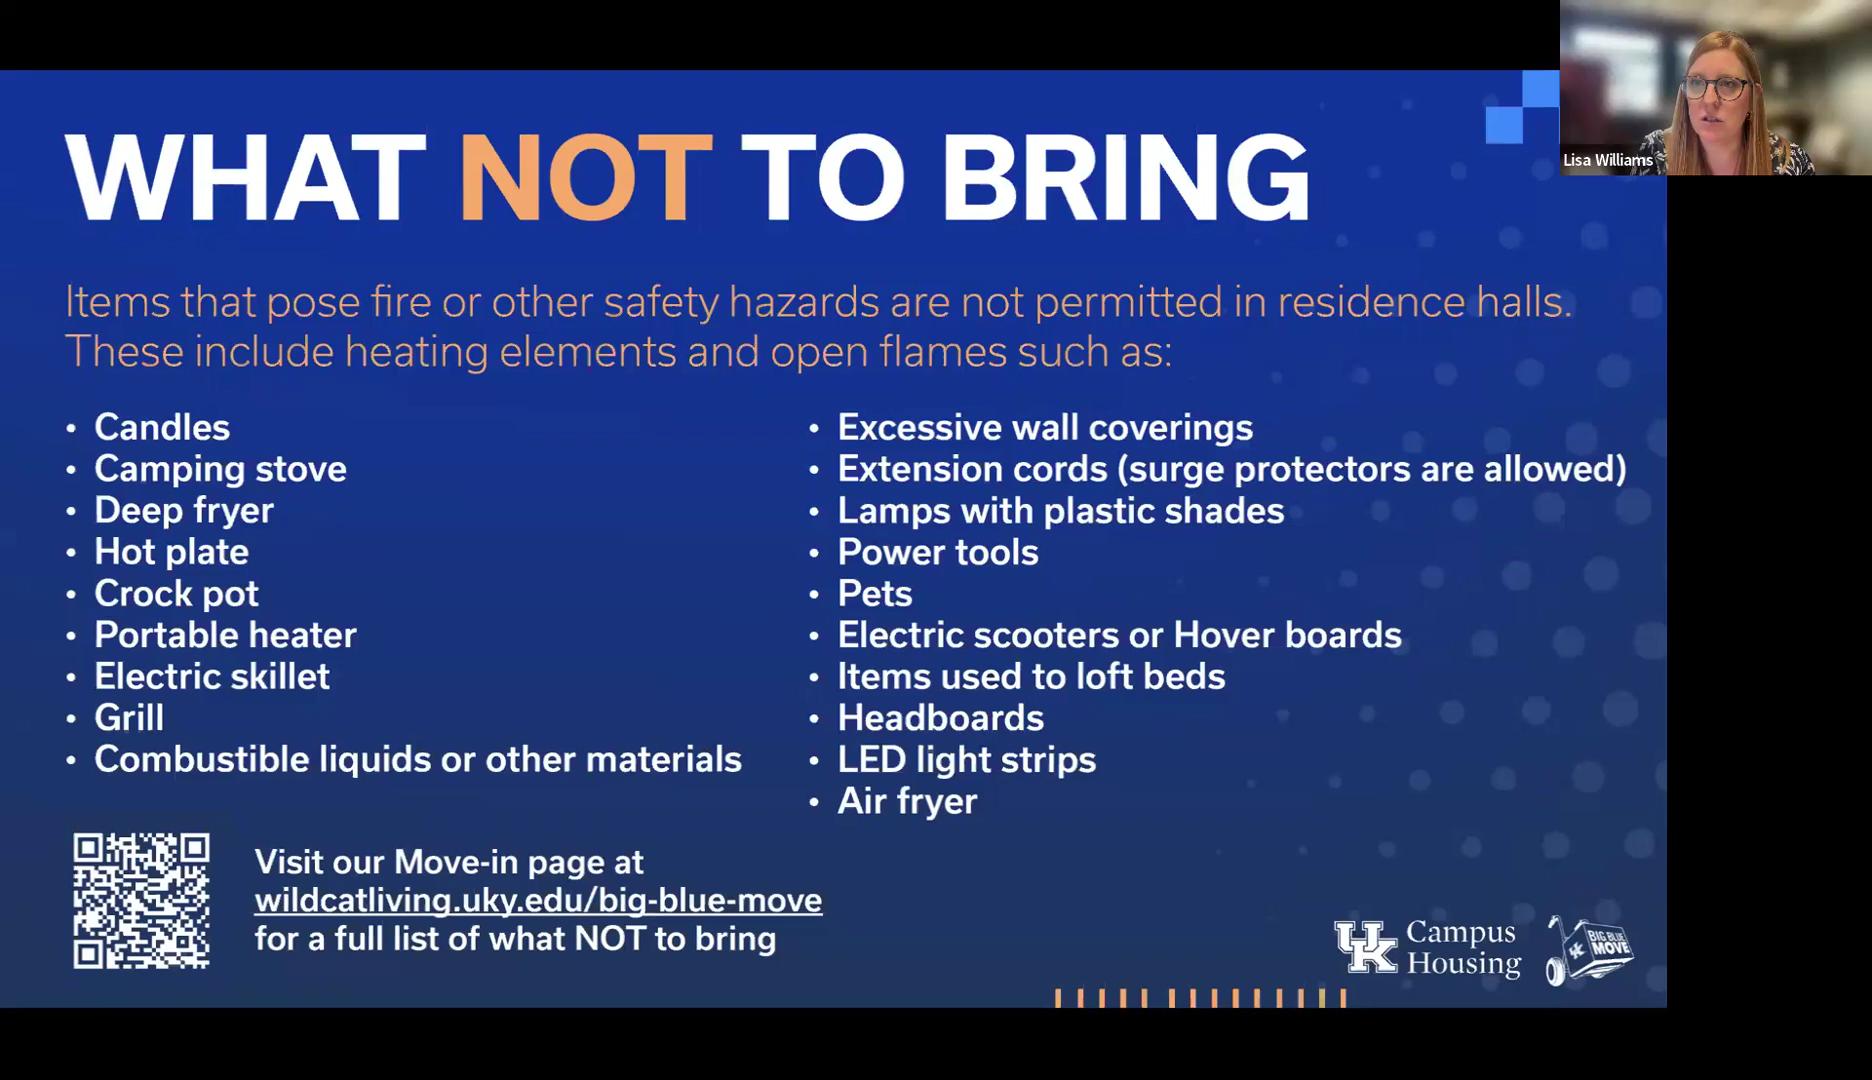 WHAT NOT TO BRING
Lisa Williams
Items that pose fire or other safety hazards are not permitted in residence halls.
These include heating elements and open flames such as:
• Candles
• Camping stove
• Deep fryer
• Hot plate
• Crock pot
• Portable heater
• Electric skillet
• Grill
• Combustible liquids or other materials
• Excessive wall coverings
• Extension cords (surge protectors are allowed)
• Lamps with plastic shades
• Power tools
• Pets
• Electric scooters or Hover boards
• Items used to loft beds
• Headboards
• LED light strips
• Air fryer
Visit our Move-in page at
wildcatliving.uky.edu/big-blue-move
for a full list of what NOT to bring
UK Campus
Housing
BIG BLUE
UK MOVE